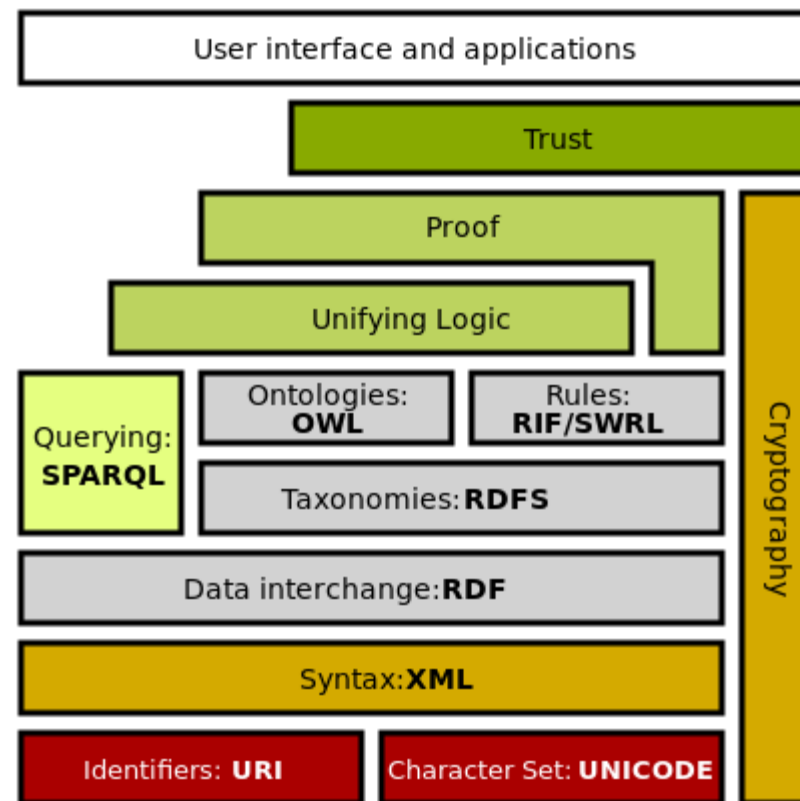 User interface and applications
Trust
Proof
Unifying Logic
Ontologies:
OWL
Rules:
RIF/SWRL
Querying:
SPARQL
Taxonomies:RDFS
Cryptography
Data interchange:RDF
Syntax:XML
Identifiers: URI
Character Set: UNICODE